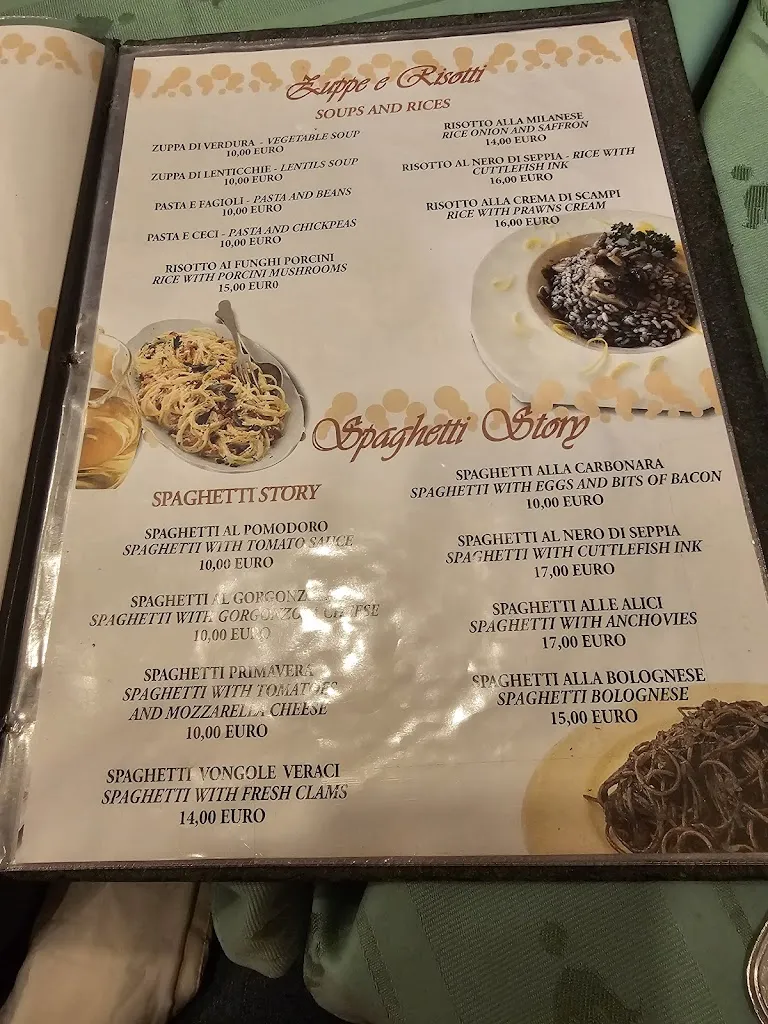 Zuppe e Risotti
SOUPS AND RICES
ZUPPA DI VERDURA - VEGETABLE SOUP
10,00 EURO
ZUPPA DI LENTICCHIE - LENTILS SOUP
10,00 EURO
PASTA E FAGIOLI - PASTA AND BEANS
10,00 EURO
PASTA E CECI - PASTA AND CHICKPEAS
10,00 EURO
RISOTTO AI FUNGHI PORCINI
RICE WITH PORCINI MUSHROOMS
15,00 EUR0
RISOTTO ALLA MILANESE
RICE ONION AND SAFFRON
14,00 EURO
RISOTTO AL NERO DI SEPPIA - RICE WITH
CUTTLEFISH INK
16,00 EURO
RISOTTO ALLA CREMA DI SCAMPI
RICE WITH PRAWNS CREAM
16,00 EURO
Spaghetti Story
SPAGHETTI STORY
SPAGHETTI AL POMODORO
SPAGHETTI WITH TOMATO SAUCE
10,00 EURO
SPAGHETTI AL GORGONZOLA
SPAGHETTI WITH GORGONZOLA CHEESE
10,00 EURO
SPAGHETTI PRIMAVERA
SPAGHETTI WITH TOMATOES
AND MOZZARELLA CHEESE
10,00 EURO
SPAGHETTI VONGOLE VERACI
SPAGHETTI WITH FRESH CLAMS
14,00 EURO
SPAGHETTI ALLA CARBONARA
SPAGHETTI WITH EGGS AND BITS OF BACON
10,00 EURO
SPAGHETTI AL NERO DI SEPPIA
SPAGHETTI WITH CUTTLEFISH INK
17,00 EURO
SPAGHETTI ALLE ALICI
SPAGHETTI WITH ANCHOVIES
17,00 EURO
SPAGHETTI ALLA BOLOGNESE
SPAGHETTI BOLOGNESE
15,00 EURO